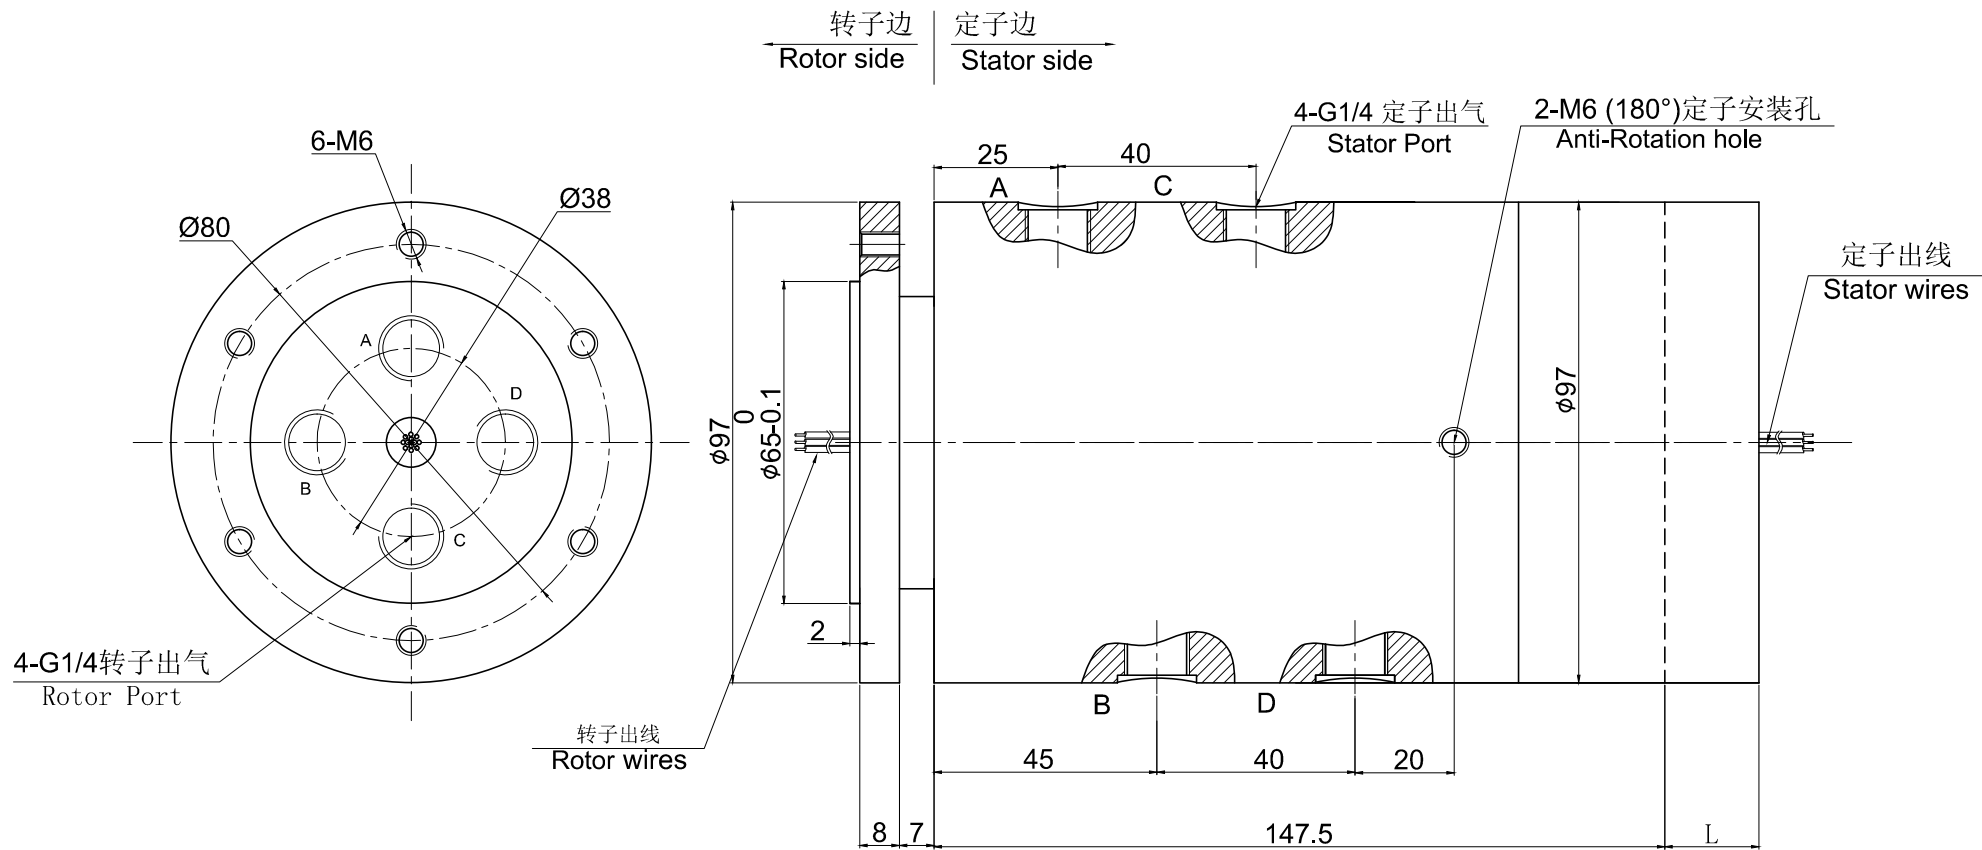 转子边
定子边
Rotor side
Stator side
6-M6
Ø80
Ø38
A
D
B
C
4-G1/4转子出气
Rotor Port
4-G1/4 定子出气
Stator Port
2-M6 (180°)定子安装孔
Anti-Rotation hole
25
40
A
C
定子出线
Stator wires
ϕ97
0
ϕ65-0.1
ϕ97
2
转子出线
Rotor wires
B
D
45
40
20
8
7
147.5
L